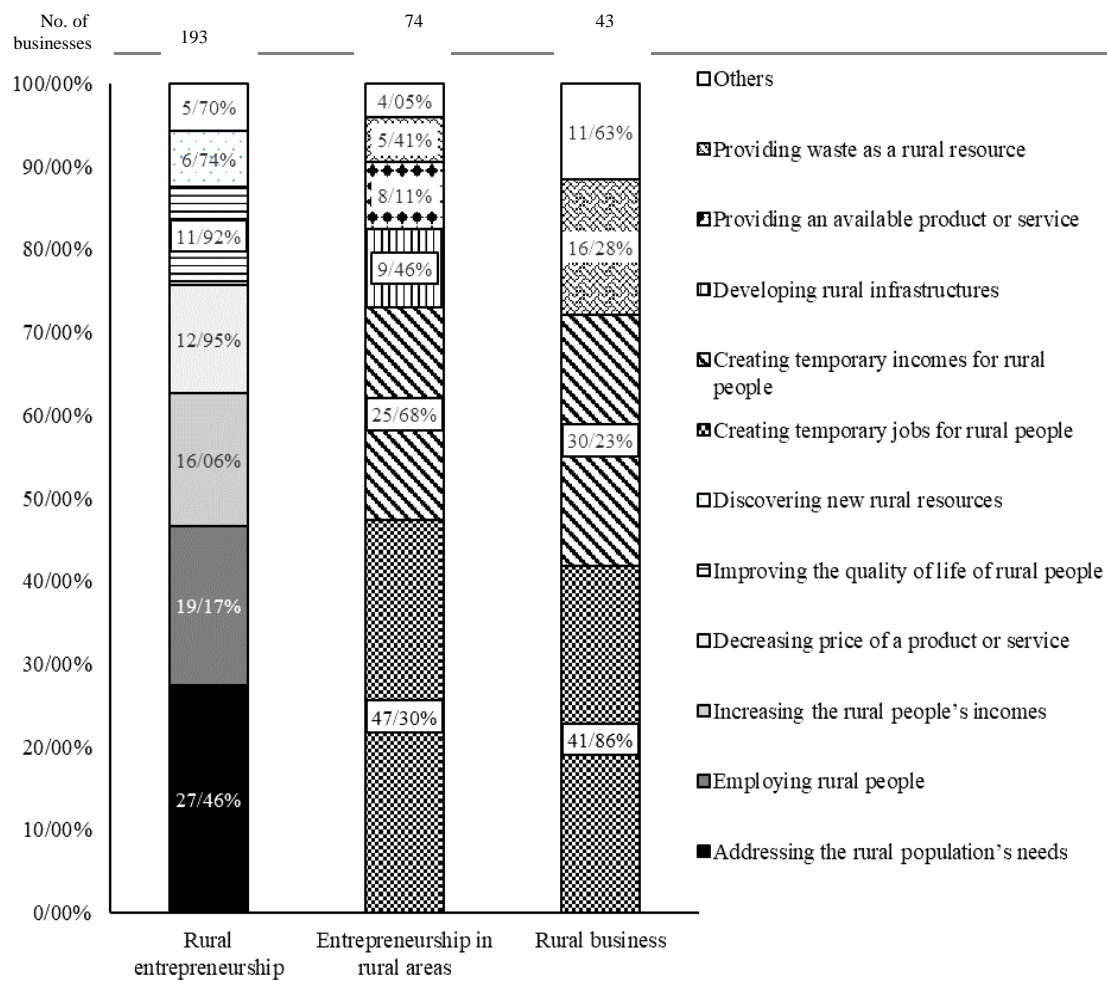 No. of
businesses
193
74
43
100/00%
90/00%
80/00%
70/00%
60/00%
50/00%
40/00%
30/00%
20/00%
10/00%
0/00%
5/70%
6/74%
11/92%
12/95%
16/06%
19/17%
27/46%
4/05%
5/41%
8/11%
9/46%
25/68%
47/30%
11/63%
16/28%
30/23%
41/86%
Rural
entrepreneurship
Entrepreneurship in
rural areas
Rural business
Others
Providing waste as a rural resource
Providing an available product or service
Developing rural infrastructures
Creating temporary incomes for rural
people
Creating temporary jobs for rural people
Discovering new rural resources
Improving the quality of life of rural people
Decreasing price of a product or service
Increasing the rural people’s incomes
Employing rural people
Addressing the rural population’s needs